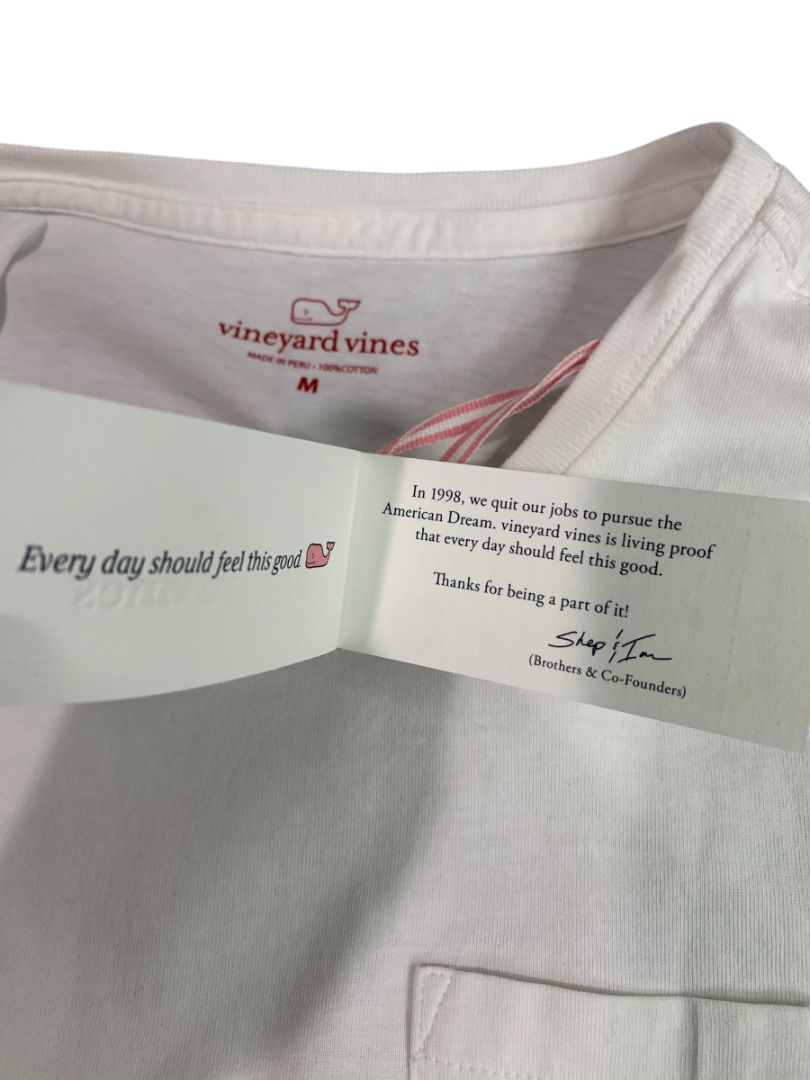 vineyard vines
MADE IN PERU • 100%COTTON
M
Every day should feel this good
In 1998, we quit our jobs to pursue the
American Dream. vineyard vines is living proof
that every day should feel this good.
Thanks for being a part of it!
Shep & Ian
(Brothers & Co-Founders)